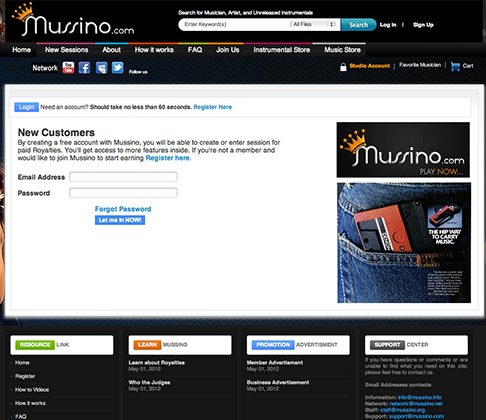 Mussino.com
Search for Musician, Artist, and Unreleased Instrumentals
Enter Keyword(s) All Files Search Log In | Sign Up
Home New Sessions About How it works FAQ Join Us Instrumental Store Music Store
Network You Tube Follow us
Studio Account | Favorite Musician | Cart
Login Need an account? Should take no less than 60 seconds. Register Here
New Customers
By creating a free account with Mussino, you will be able to create or enter session for
paid Royalties. You'll get access to more features inside. If you're not a member and
would like to join Mussino to start earning Register here.
Email Address
Password
Forgot Password
Let me in NOW!
Mussino.com
PLAY NOW...
THE HIP WAY
TO CARRY
MUSIC.
RESOURCE LINK
Home
Register
How to Videos
How it works
FAQ
LEARN MUSSINO
Learn about Royalties
May 01, 2012
Who the Judges
May 01, 2012
PROMOTION ADVERTISMENT
Member Advertisment
May 01, 2012
Business Adverteisment
May 01, 2012
SUPPORT CENTER
If you have questions or comments or are
unable to find what you need on this site,
please feel free to contact us.
Email Addresses contacts
Information: info@mussino.info
Network: network@mussino.net
Staff: staff@mussino.org
Support: support@mussino.com